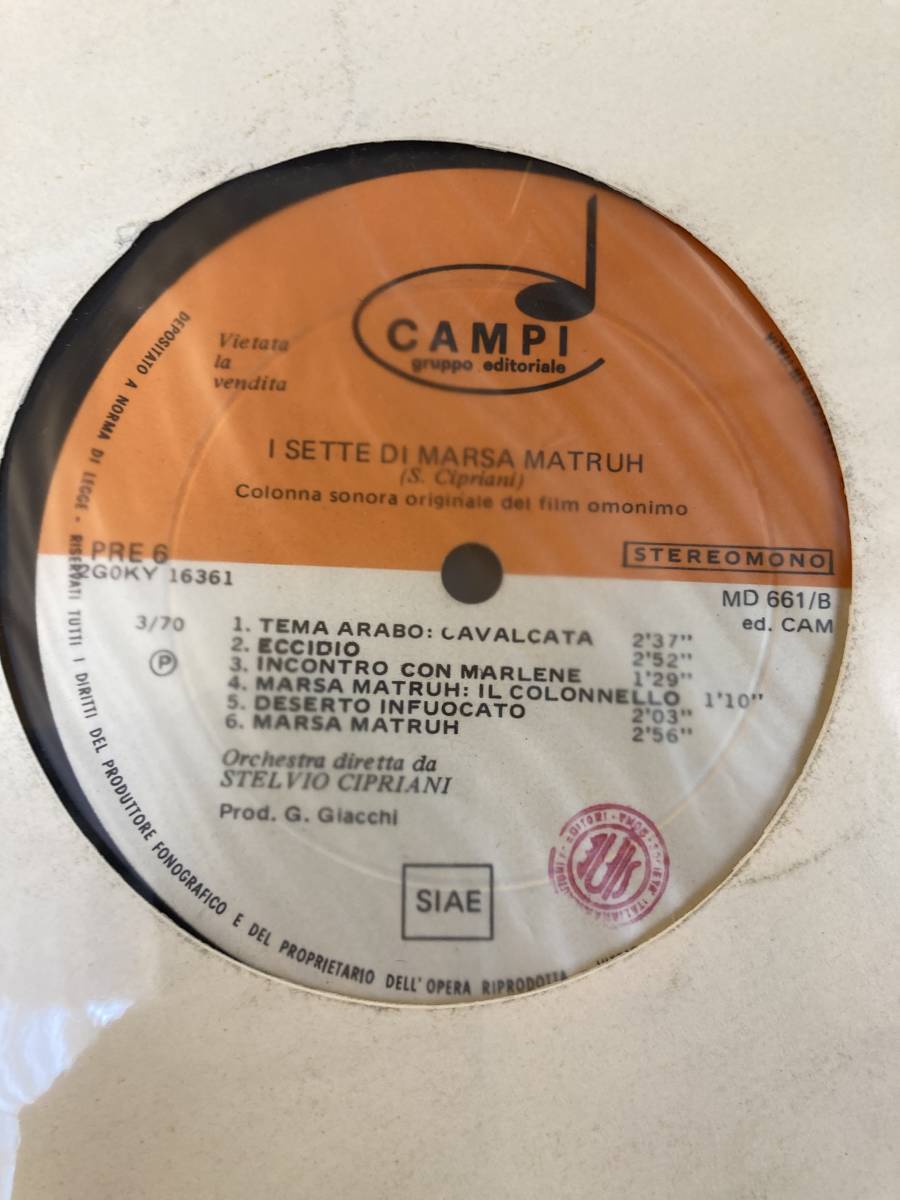 CAMPI
gruppo editoriale
Vietata
la
vendita
I SETTE DI MARSA MATRUH
(S. Cipriani)
Colonna sonora originale del film omonimo
PRE 6
2G0KY 16361
STEREOMONO
MD 661/B
ed. CAM
3/70
Ⓟ
1. TEMA ARABO: CAVALCATA 2'37"
2. ECCIDIO 2'52"
3. INCONTRO CON MARLENE 1'29"
4. MARSA MATRUH: IL COLONNELLO 1'10"
5. DESERTO INFUOCATO 2'03"
6. MARSA MATRUH 2'56"
Orchestra diretta da
STELVIO CIPRIANI
Prod. G. Giacchi
SIAE
DEPOSITATO A NORMA DI LEGGE - RISERVATI TUTTI I DIRITTI DEL PRODUTTORE FONOGRAFICO E DEL PROPRIETARIO DELL'OPERA RIPRODOTTA